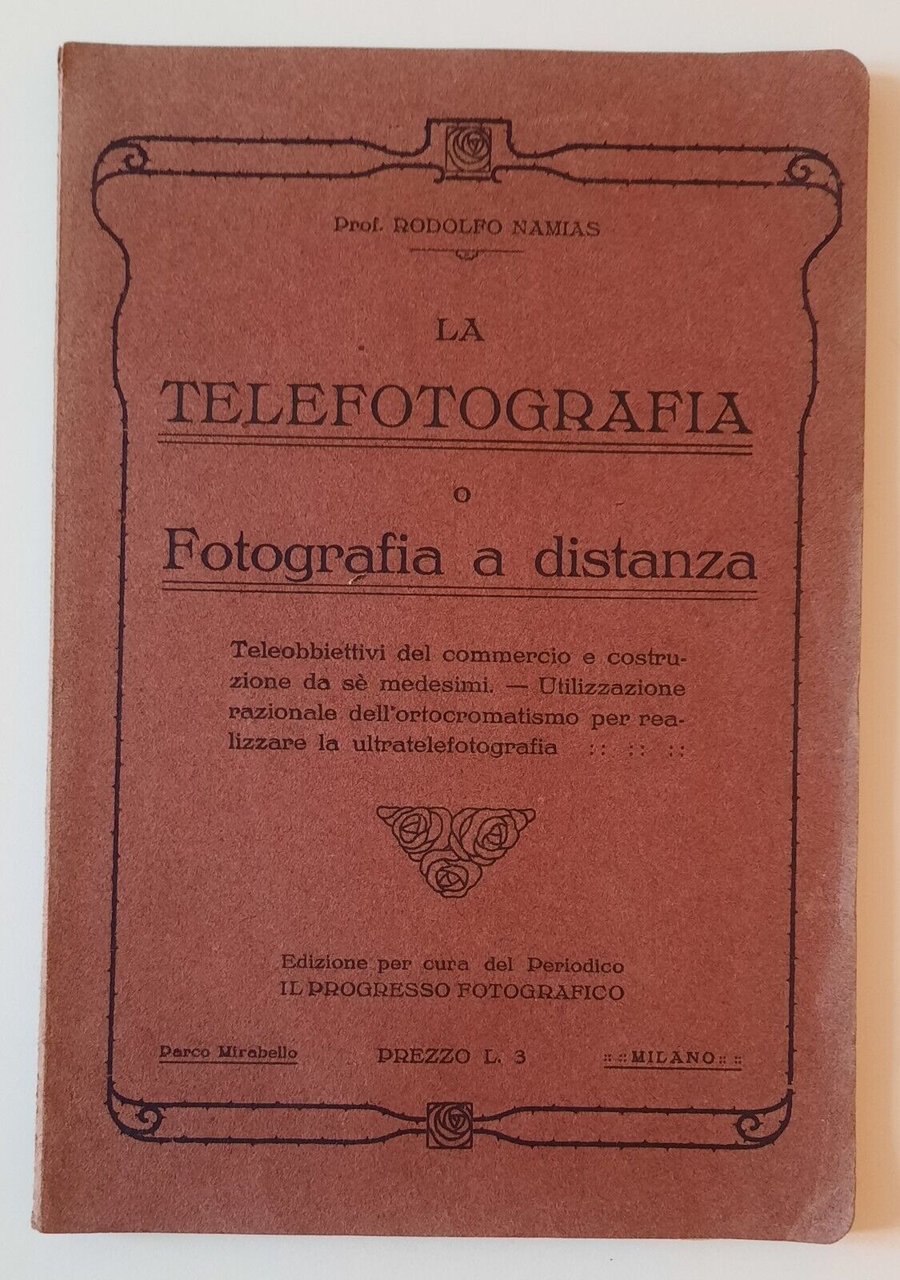 Prof. RODOLFO NAMIAS
LA
TELEFOTOGRAFIA
o
Fotografia a distanza
Teleobbiettivi del commercio e costru-
zione da sè medesimi. — Utilizzazione
razionale dell'ortocromatismo per rea-
lizzare la ultratelefotografia :: :: ::
Edizione per cura del Periodico
IL PROGRESSO FOTOGRAFICO
Parco Mirabello PREZZO L. 3 :: :: MILANO :: ::